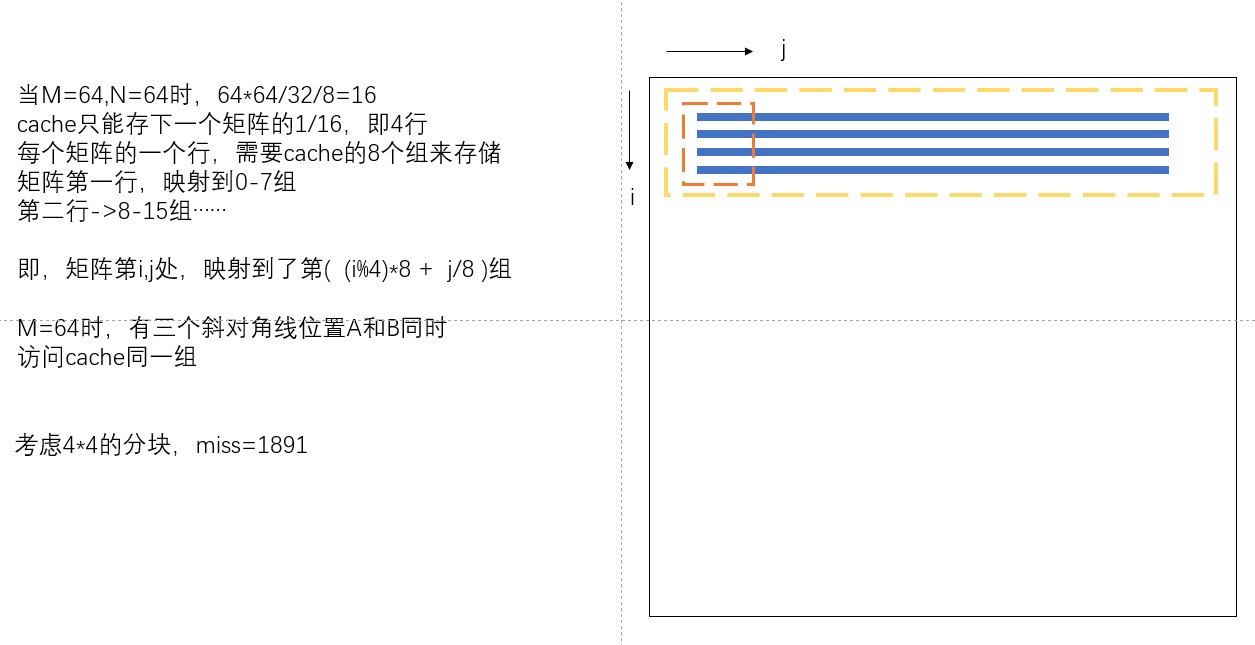 当M=64,N=64时，64*64/32/8=16
cache只能存下一个矩阵的1/16，即4行
每个矩阵的一个行，需要cache的8个组来存储
矩阵第一行，映射到0-7组
第二行->8-15组……
即，矩阵第i,j处，映射到了第( (i%4)*8 + j/8 )组
M=64时，有三个斜对角线位置A和B同时
访问cache同一组
考虑4*4的分块，miss=1891
j
i